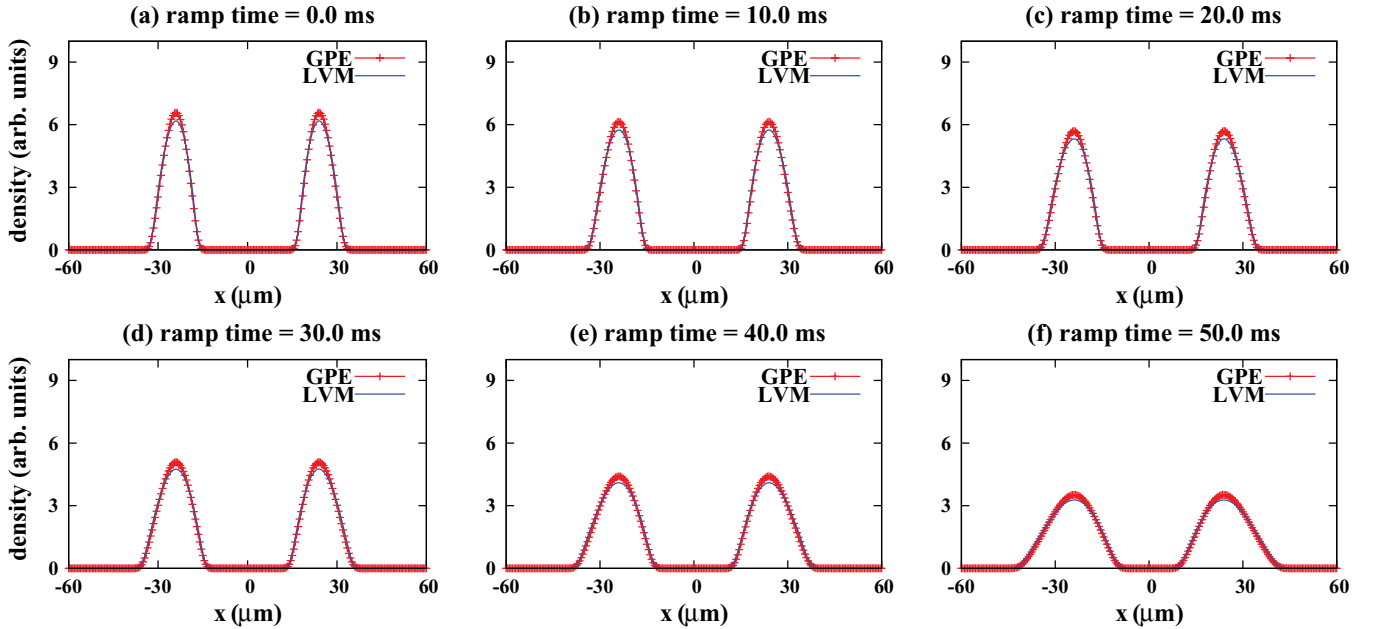 (a) ramp time = 0.0 ms
(b) ramp time = 10.0 ms
(c) ramp time = 20.0 ms
density (arb. units)
9
6
3
0
GPE
LVM
-60 -30 0 30 60
x (μm)
9
6
3
0
GPE
LVM
-60 -30 0 30 60
x (μm)
9
6
3
0
GPE
LVM
-60 -30 0 30 60
x (μm)
(d) ramp time = 30.0 ms
(e) ramp time = 40.0 ms
(f) ramp time = 50.0 ms
density (arb. units)
9
6
3
0
GPE
LVM
-60 -30 0 30 60
x (μm)
9
6
3
0
GPE
LVM
-60 -30 0 30 60
x (μm)
9
6
3
0
GPE
LVM
-60 -30 0 30 60
x (μm)